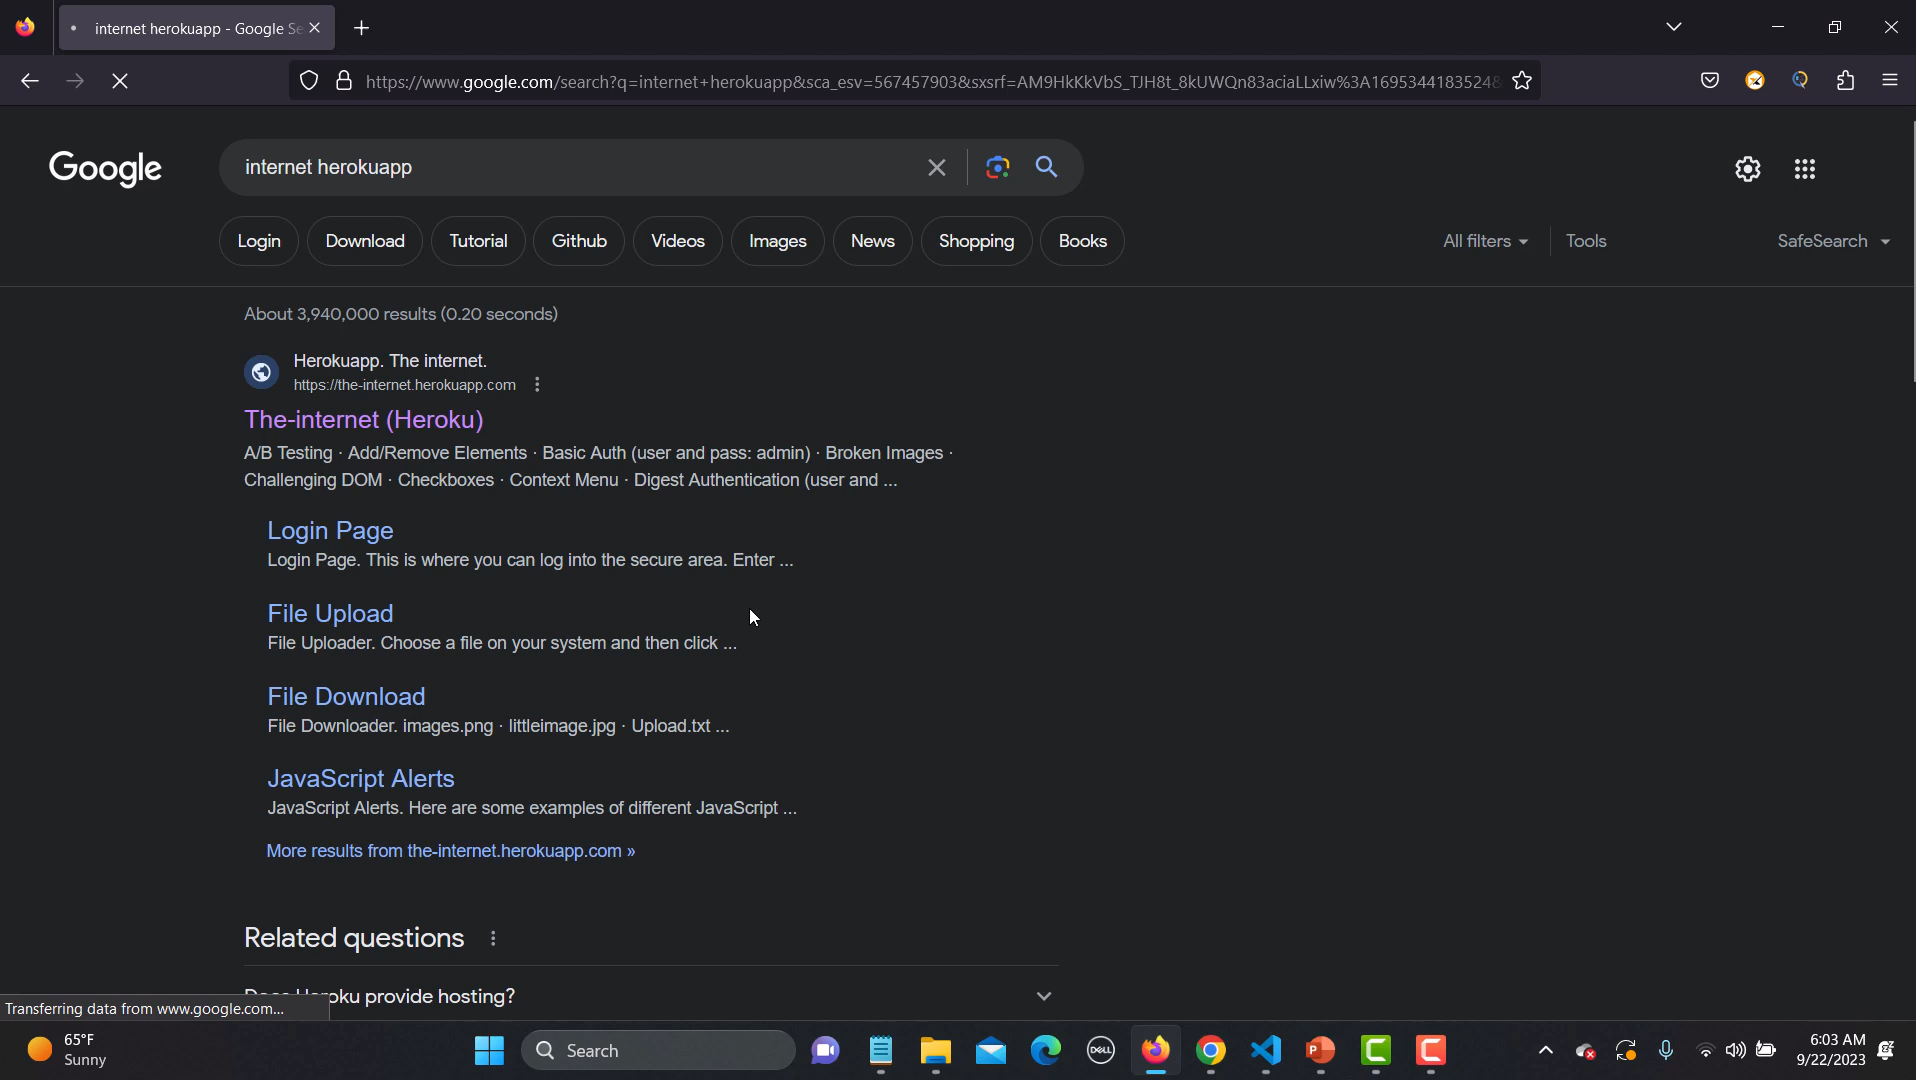 internet herokuapp - Google Se
https://www.google.com/search?q=internet+herokuapp&sca_esv=567457903&sxsrf=AM9HkKkVbS_TJH8t_8kUWQn83aciaLLxiw%3A1695344183524&
Google
internet herokuapp
Login
Download
Tutorial
Github
Videos
Images
News
Shopping
Books
All filters
Tools
SafeSearch
About 3,940,000 results (0.20 seconds)
Herokuapp. The internet.
https://the-internet.herokuapp.com
The-internet (Heroku)
A/B Testing · Add/Remove Elements · Basic Auth (user and pass: admin) · Broken Images ·
Challenging DOM · Checkboxes · Context Menu · Digest Authentication (user and ...
Login Page
Login Page. This is where you can log into the secure area. Enter ...
File Upload
File Uploader. Choose a file on your system and then click ...
File Download
File Downloader. images.png · littleimage.jpg · Upload.txt ...
JavaScript Alerts
JavaScript Alerts. Here are some examples of different JavaScript ...
More results from the-internet.herokuapp.com »
Related questions
provide hosting?
Transferring data from www.google.com...
65°F
Sunny
Search
DELL
6:03 AM
9/22/2023